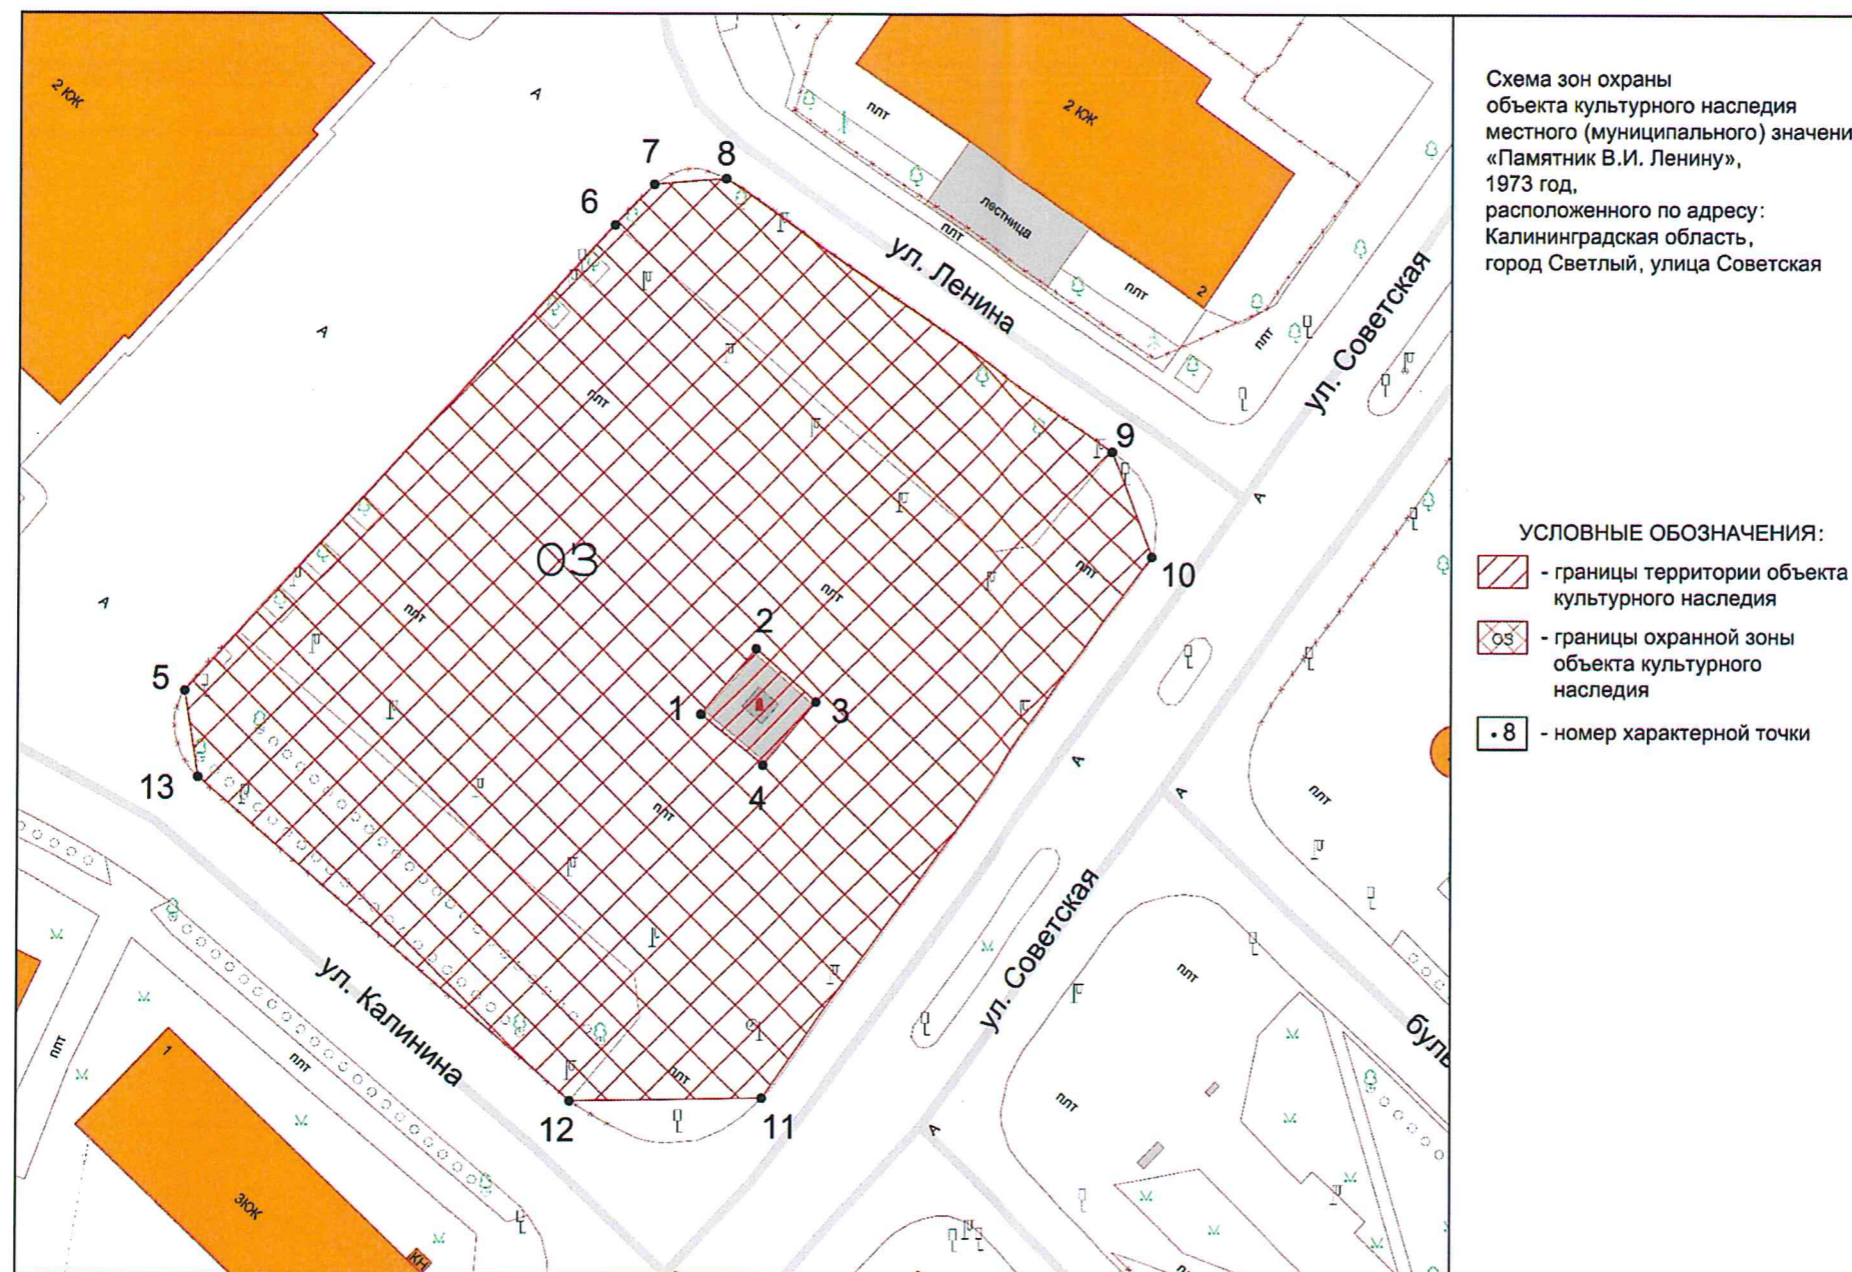 Схема зон охраны
объекта культурного наследия
местного (муниципального) значени
«Памятник В.И. Ленину»,
1973 год,
расположенного по адресу:
Калининградская область,
город Светлый, улица Советская
УСЛОВНЫЕ ОБОЗНАЧЕНИЯ:
- границы территории объекта
культурного наследия
ОЗ
- границы охранной зоны
объекта культурного
наследия
• 8
- номер характерной точки
2 КЖ
А
плт
2 КЖ
7
8
6
лестница
плт
ул. Ленина
плт
2
плт
ул. Советская
А
плт
9
А
ОЗ
10
плт
А
плт
плт
2
5
1
3
А
13
4
А
плт
плт
ул. Советская
плт
ул. Калинина
буль
1
плт
плт
плт
плт
12
11
А
3КЖ
КН